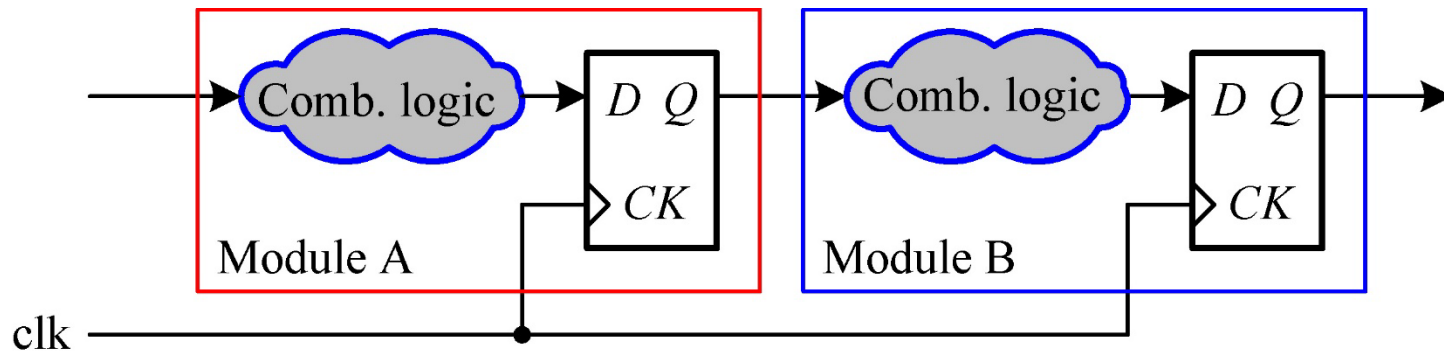 Comb. logic
D Q
CK
Module A
Comb. logic
D Q
CK
Module B
clk